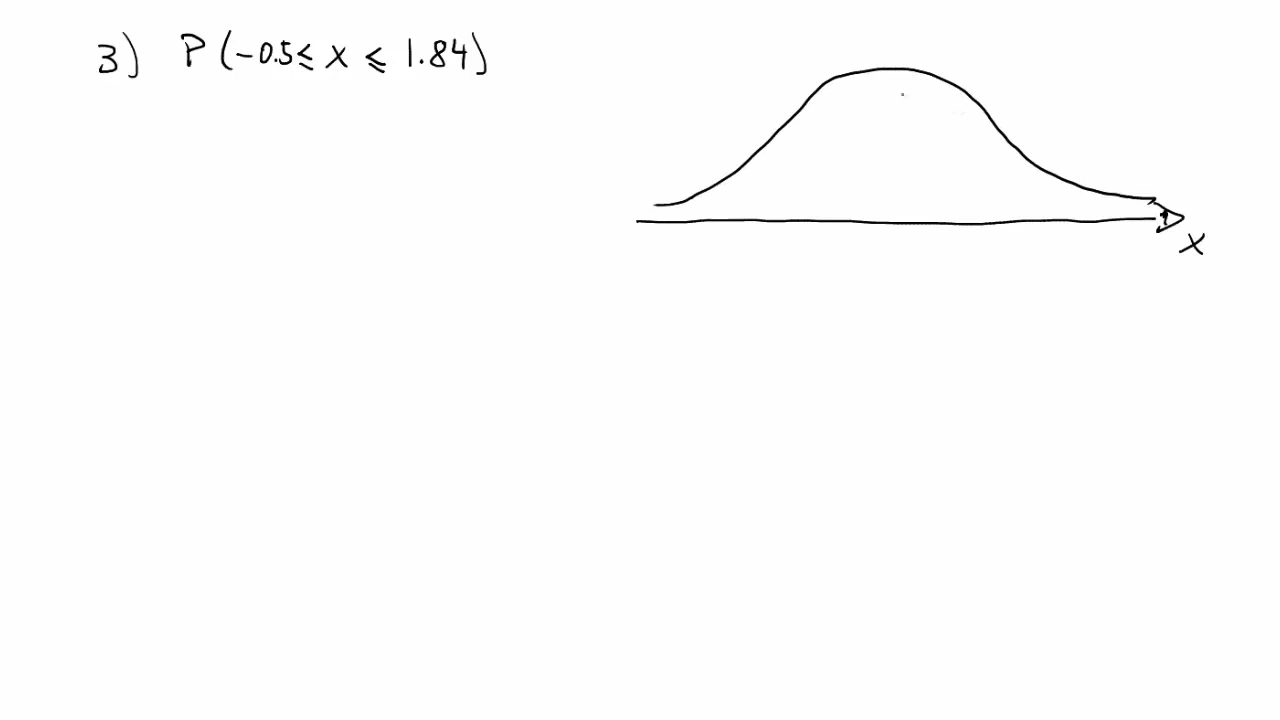 3) P(-0.5≤ x ≤ 1.84)
x